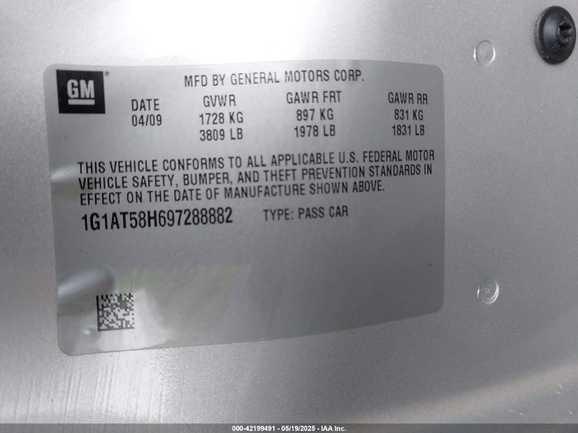 GM ®
MFD BY GENERAL MOTORS CORP.
DATE GVWR GAWR FRT GAWR RR
04/09 1728 KG 897 KG 831 KG
3809 LB 1978 LB 1831 LB
THIS VEHICLE CONFORMS TO ALL APPLICABLE U.S. FEDERAL MOTOR
VEHICLE SAFETY, BUMPER, AND THEFT PREVENTION STANDARDS IN
EFFECT ON THE DATE OF MANUFACTURE SHOWN ABOVE.
1G1AT58H697288882 TYPE: PASS CAR
000-42199491 - 05/19/2025 - IAA Inc.